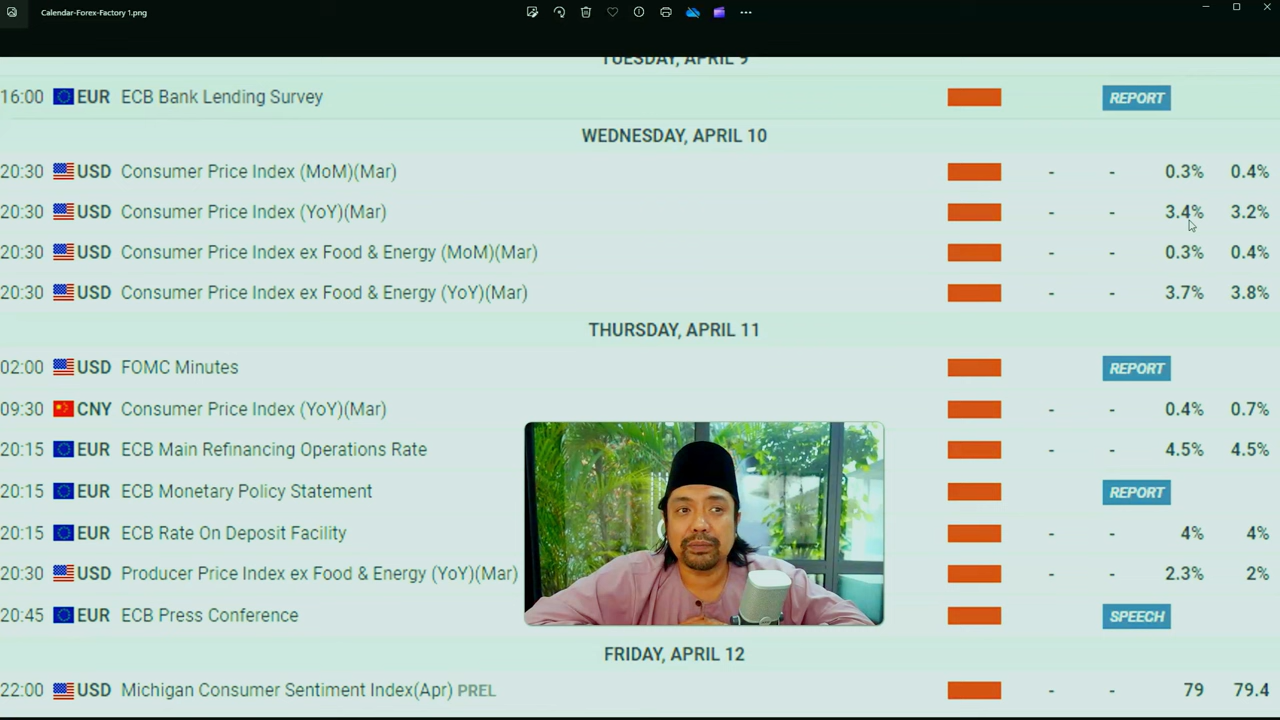 Calendar-Forex-Factory 1.png
TUESDAY, APRIL 9
16:00 EUR ECB Bank Lending Survey REPORT
WEDNESDAY, APRIL 10
20:30 USD Consumer Price Index (MoM)(Mar) - - 0.3% 0.4%
20:30 USD Consumer Price Index (YoY)(Mar) - - 3.4% 3.2%
20:30 USD Consumer Price Index ex Food & Energy (MoM)(Mar) - - 0.3% 0.4%
20:30 USD Consumer Price Index ex Food & Energy (YoY)(Mar) - - 3.7% 3.8%
THURSDAY, APRIL 11
02:00 USD FOMC Minutes REPORT
09:30 CNY Consumer Price Index (YoY)(Mar) - - 0.4% 0.7%
20:15 EUR ECB Main Refinancing Operations Rate - - 4.5% 4.5%
20:15 EUR ECB Monetary Policy Statement REPORT
20:15 EUR ECB Rate On Deposit Facility - - 4% 4%
20:30 USD Producer Price Index ex Food & Energy (YoY)(Mar) - - 2.3% 2%
20:45 EUR ECB Press Conference SPEECH
FRIDAY, APRIL 12
22:00 USD Michigan Consumer Sentiment Index(Apr) PREL - - 79 79.4